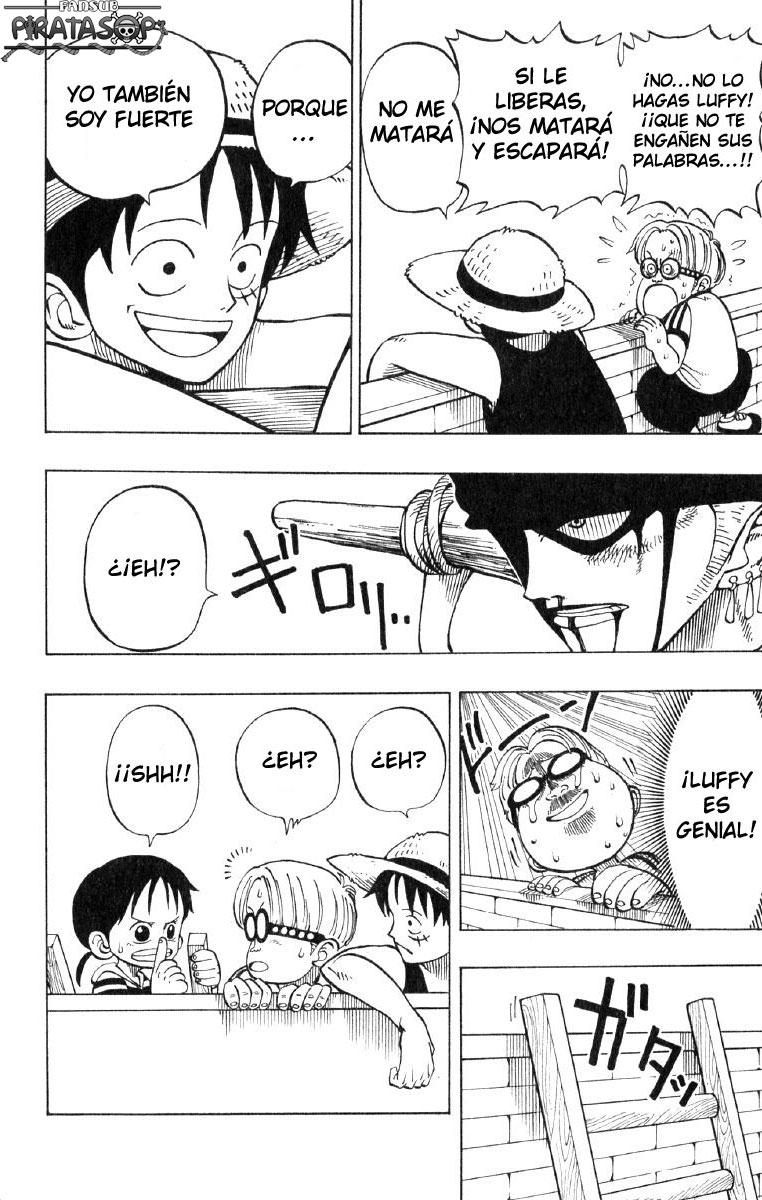 FANSUB
PIRATASOP
¡NO...NO LO
HAGAS LUFFY!
¡¡QUE NO TE
ENGAÑEN SUS
PALABRAS...!!
SI LE
LIBERAS,
¡NOS MATARÁ
Y ESCAPARÁ!
NO ME
MATARÁ
PORQUE
...
YO TAMBIÉN
SOY FUERTE
ギロリ..
¿¡EH!?
¡LUFFY
ES
GENIAL!
ドーン
ガタッ
¿EH?
¿EH?
¡¡SHH!!